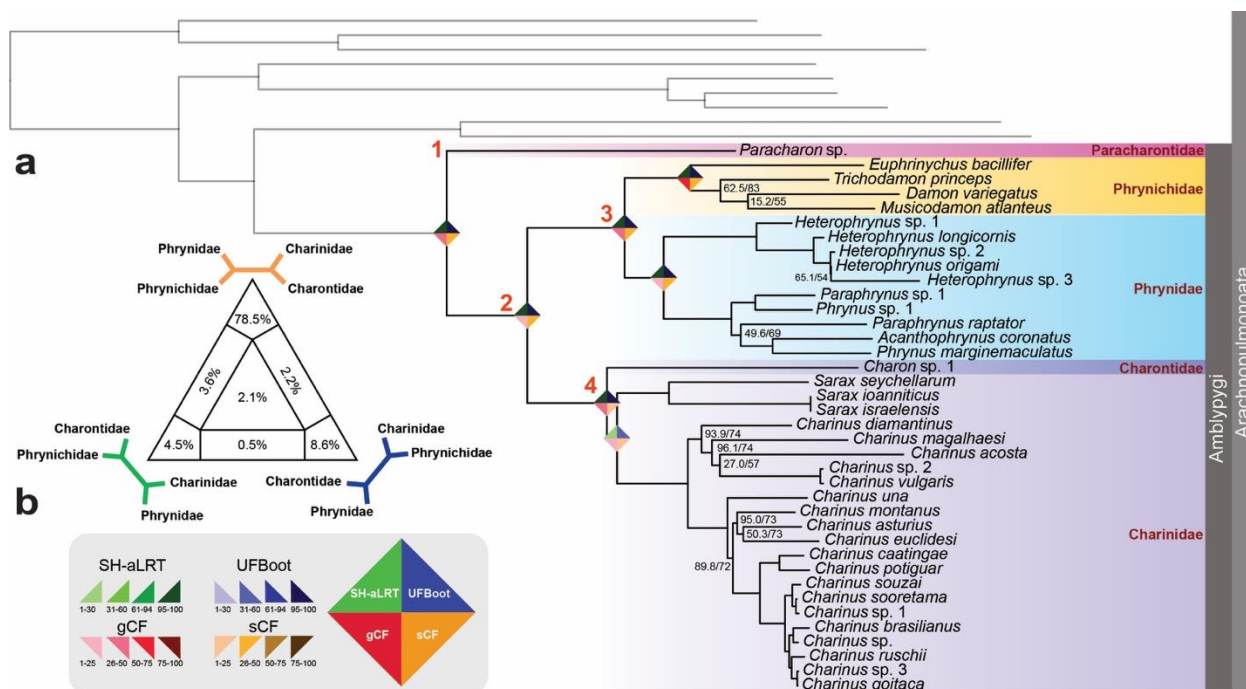 a
1
Paracharon sp.
Paracharontidae
Euphrinychus bacillifer
Trichodamon princeps
62.5/83
Damon variegatus
15.2/55
Musicodamon atlanteus
Phrynichidae
3
Heterophrynus sp. 1
Heterophrynus longicornis
Heterophrynus sp. 2
Heterophrynus origami
65.1/54
Heterophrynus sp. 3
Paraphrynus sp. 1
Phrynus sp. 1
Paraphrynus raptator
49.6/69
Acanthophrynus coronatus
Phrynus marginemaculatus
Phrynidae
2
Charon sp. 1
Charontidae
4
Sarax seychellarum
Sarax ioanniticus
Sarax israelensis
Charinus diamantinus
93.9/74
Charinus magalhaesi
96.1/74
Charinus acosta
27.0/57
Charinus sp. 2
Charinus vulgaris
Charinus una
Charinus montanus
95.0/73
Charinus asturius
50.3/73
Charinus euclidesi
89.8/72
Charinus caatingae
Charinus potiguar
Charinus souzai
Charinus sooretama
Charinus sp. 1
Charinus brasilianus
Charinus sp.
Charinus ruschii
Charinus sp. 3
Charinus goitaca
Charinidae
Amblypygi
Arachnopulmonata
Phrynidae
Charinidae
Phrynichidae
Charontidae
78.5%
3.6%
2.2%
2.1%
4.5%
0.5%
8.6%
Charontidae
Phrynichidae
Charinidae
Phrynidae
Charinidae
Phrynichidae
Charontidae
Phrynidae
b
SH-aLRT
1-30
31-60
61-94
95-100
UFBoot
1-30
31-60
61-94
95-100
gCF
1-25
26-50
50-75
75-100
sCF
1-25
26-50
50-75
75-100
SH-aLRT
UFBoot
gCF
sCF